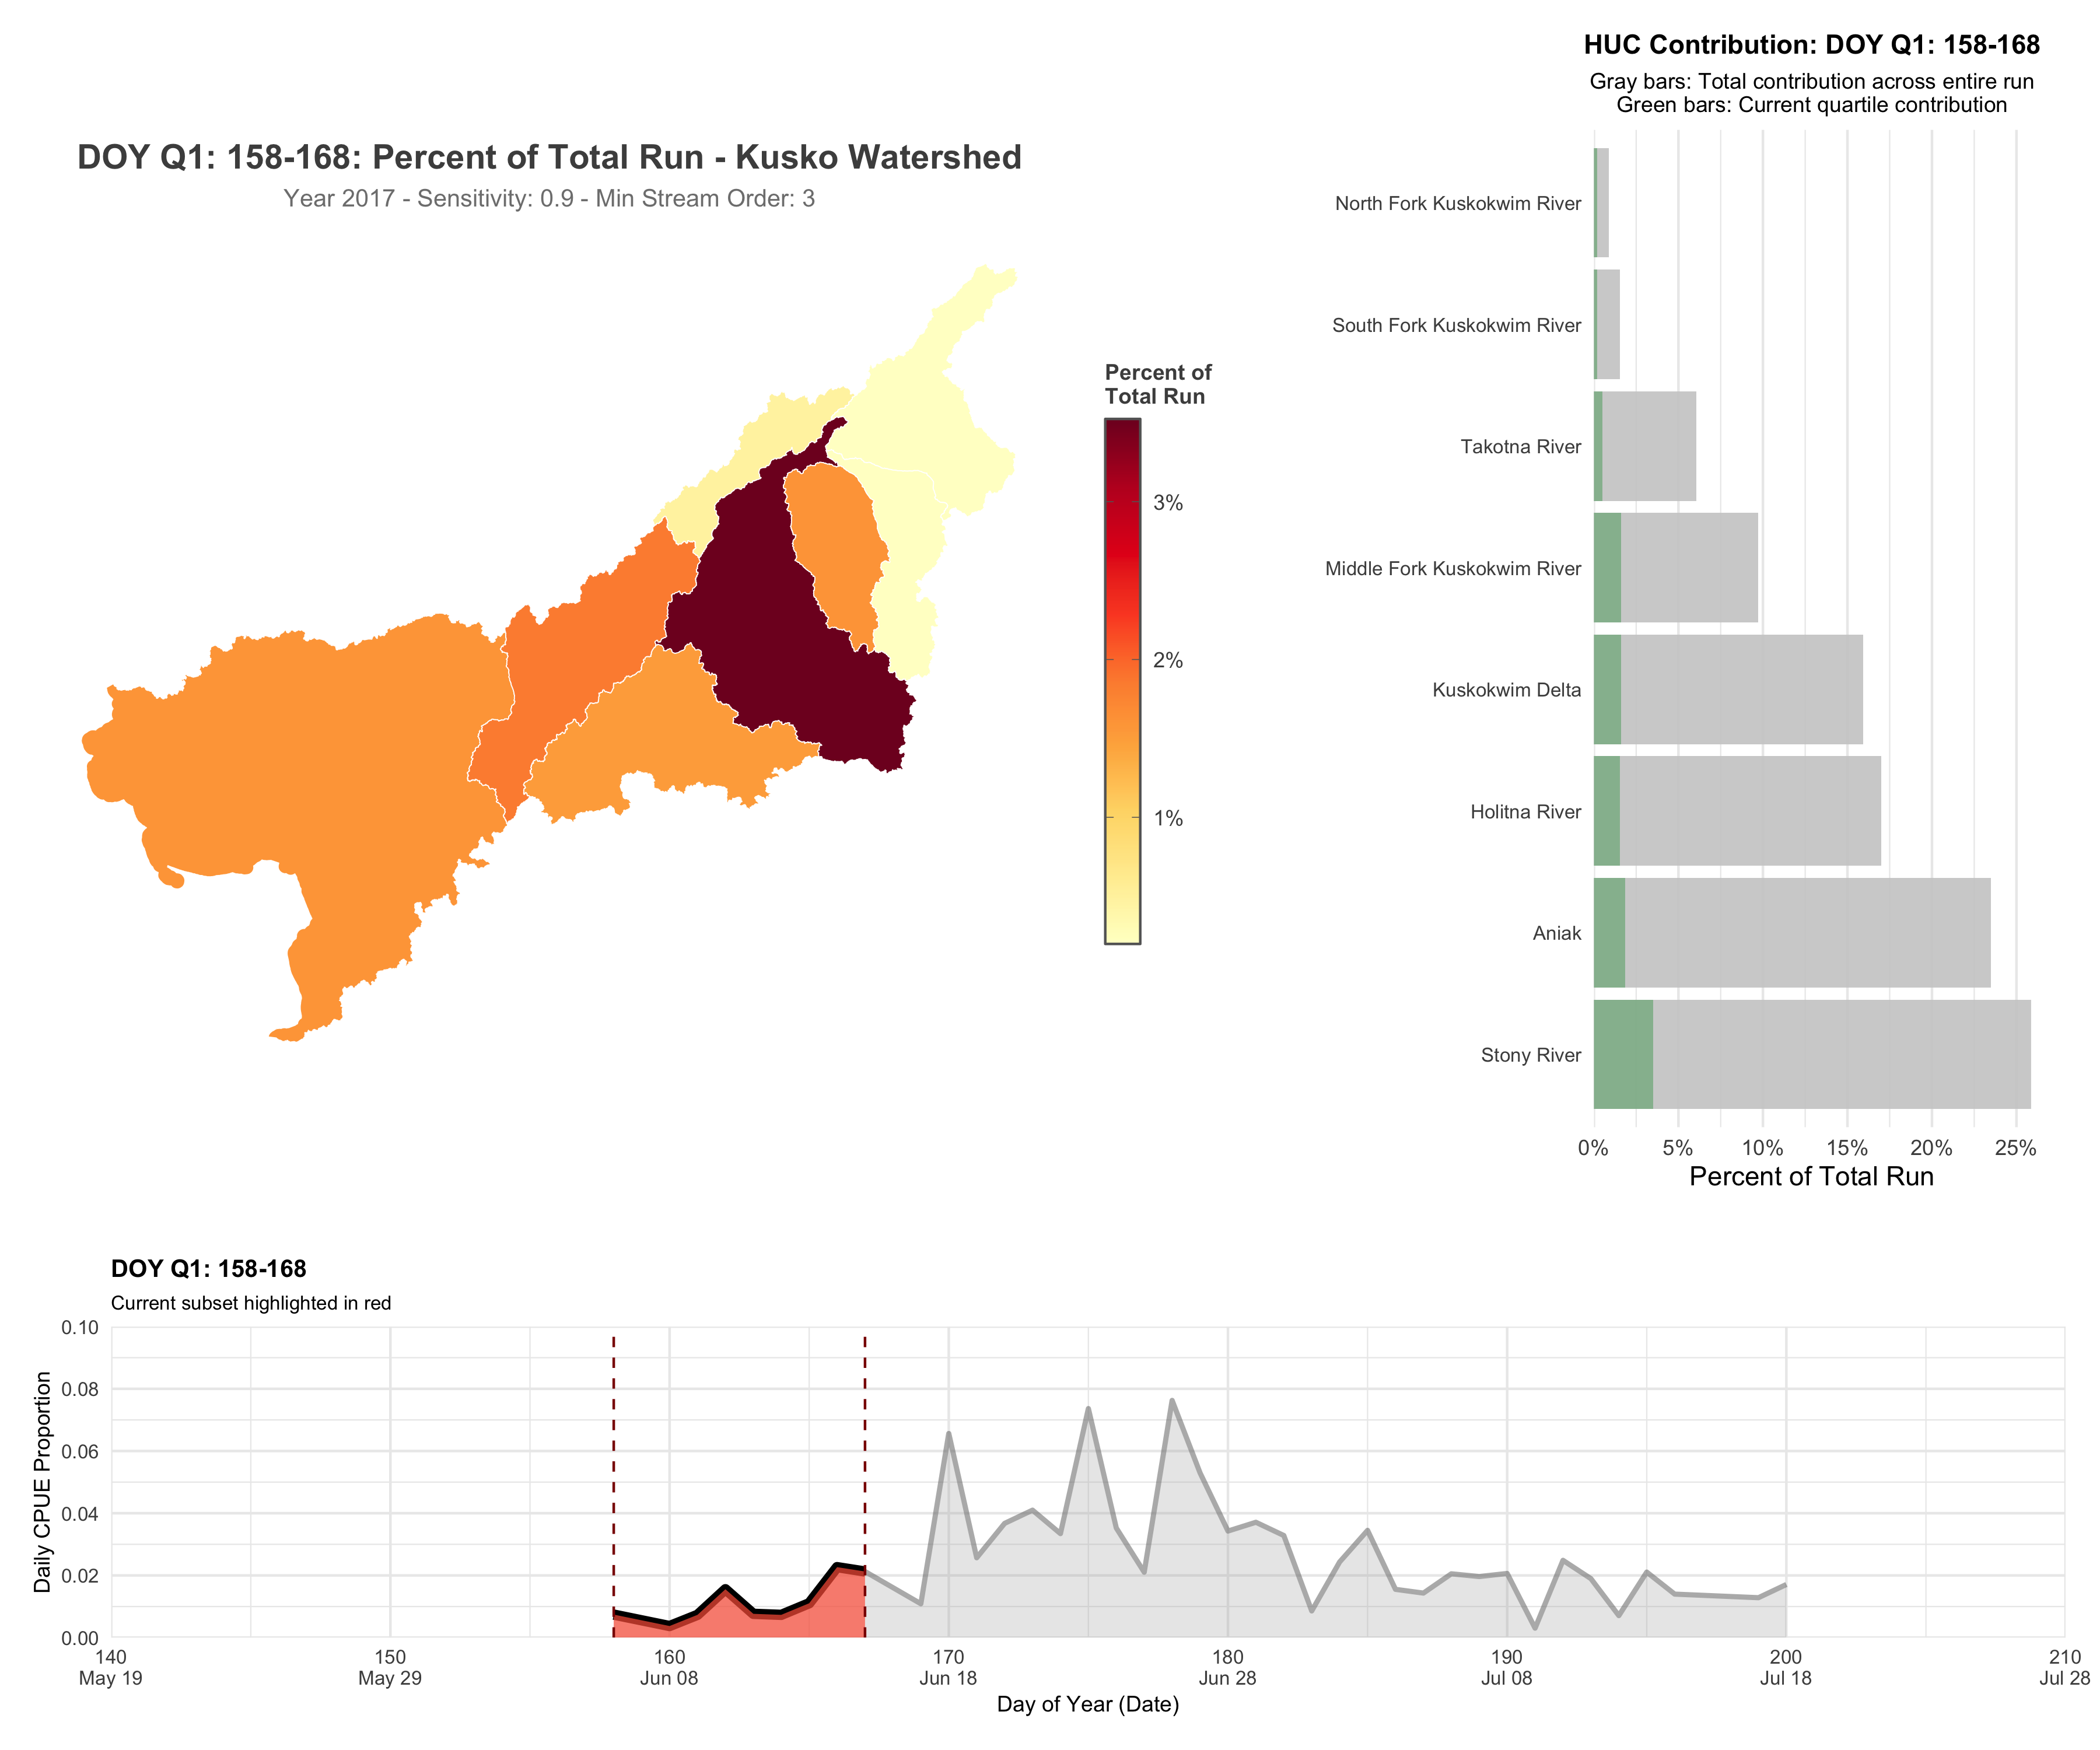 DOY Q1: 158-168: Percent of Total Run - Kusko Watershed
Year 2017 - Sensitivity: 0.9 - Min Stream Order: 3
Percent of
Total Run
3%
2%
1%
HUC Contribution: DOY Q1: 158-168
Gray bars: Total contribution across entire run
Green bars: Current quartile contribution
North Fork Kuskokwim River
South Fork Kuskokwim River
Takotna River
Middle Fork Kuskokwim River
Kuskokwim Delta
Holitna River
Aniak
Stony River
0% 5% 10% 15% 20% 25%
Percent of Total Run
DOY Q1: 158-168
Current subset highlighted in red
Daily CPUE Proportion
0.10
0.08
0.06
0.04
0.02
0.00
140 150 160 170 180 190 200 210
May 19 May 29 Jun 08 Jun 18 Jun 28 Jul 08 Jul 18 Jul 28
Day of Year (Date)